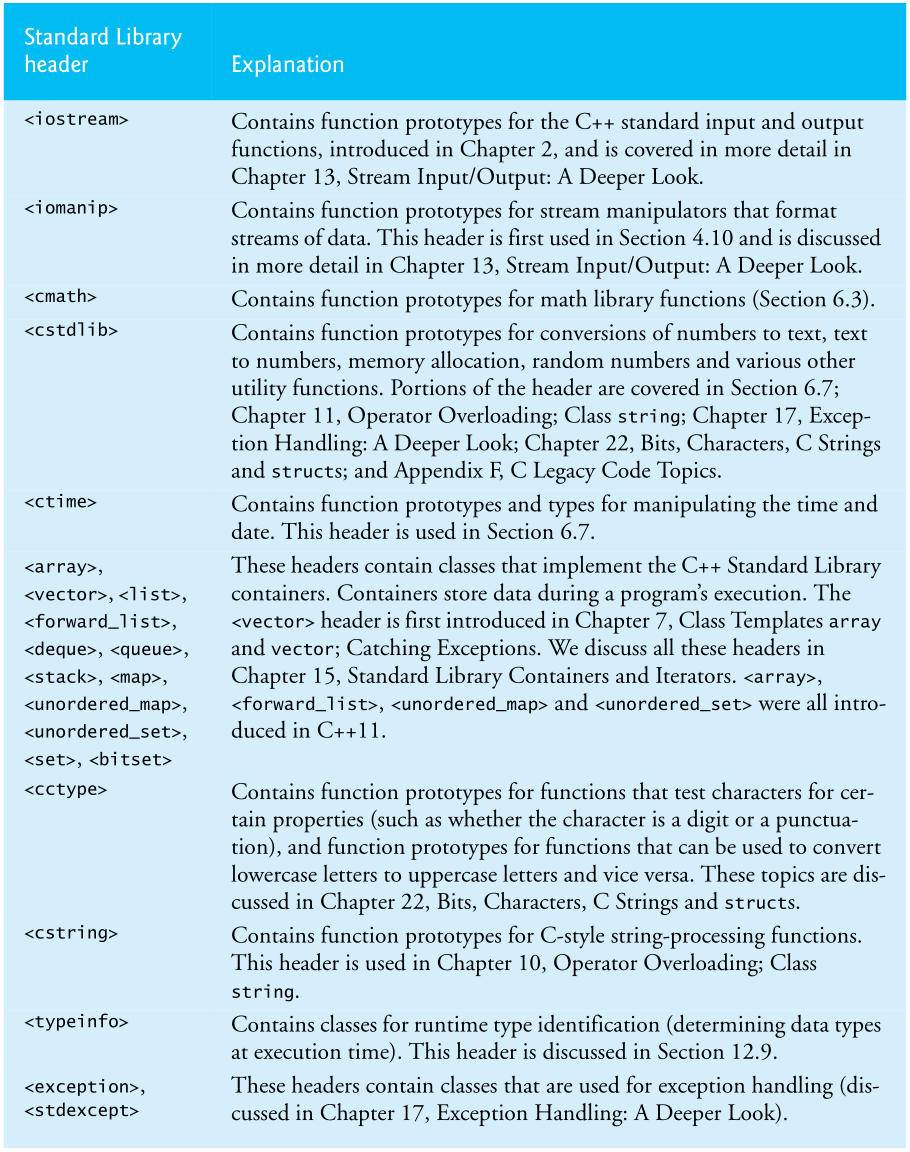 Standard Library
header
Explanation
<iostream>
Contains function prototypes for the C++ standard input and output
functions, introduced in Chapter 2, and is covered in more detail in
Chapter 13, Stream Input/Output: A Deeper Look.
<iomanip>
Contains function prototypes for stream manipulators that format
streams of data. This header is first used in Section 4.10 and is discussed
in more detail in Chapter 13, Stream Input/Output: A Deeper Look.
<cmath>
Contains function prototypes for math library functions (Section 6.3).
<cstdlib>
Contains function prototypes for conversions of numbers to text, text
to numbers, memory allocation, random numbers and various other
utility functions. Portions of the header are covered in Section 6.7;
Chapter 11, Operator Overloading; Class string; Chapter 17, Excep-
tion Handling: A Deeper Look; Chapter 22, Bits, Characters, C Strings
and structs; and Appendix F, C Legacy Code Topics.
<ctime>
Contains function prototypes and types for manipulating the time and
date. This header is used in Section 6.7.
<array>,
<vector>, <list>,
<forward_list>,
<deque>, <queue>,
<stack>, <map>,
<unordered_map>,
<unordered_set>,
<set>, <bitset>
These headers contain classes that implement the C++ Standard Library
containers. Containers store data during a program’s execution. The
<vector> header is first introduced in Chapter 7, Class Templates array
and vector; Catching Exceptions. We discuss all these headers in
Chapter 15, Standard Library Containers and Iterators. <array>,
<forward_list>, <unordered_map> and <unordered_set> were all intro-
duced in C++11.
<cctype>
Contains function prototypes for functions that test characters for cer-
tain properties (such as whether the character is a digit or a punctua-
tion), and function prototypes for functions that can be used to convert
lowercase letters to uppercase letters and vice versa. These topics are dis-
cussed in Chapter 22, Bits, Characters, C Strings and structs.
<cstring>
Contains function prototypes for C-style string-processing functions.
This header is used in Chapter 10, Operator Overloading; Class
string.
<typeinfo>
Contains classes for runtime type identification (determining data types
at execution time). This header is discussed in Section 12.9.
<exception>,
<stdexcept>
These headers contain classes that are used for exception handling (dis-
cussed in Chapter 17, Exception Handling: A Deeper Look).